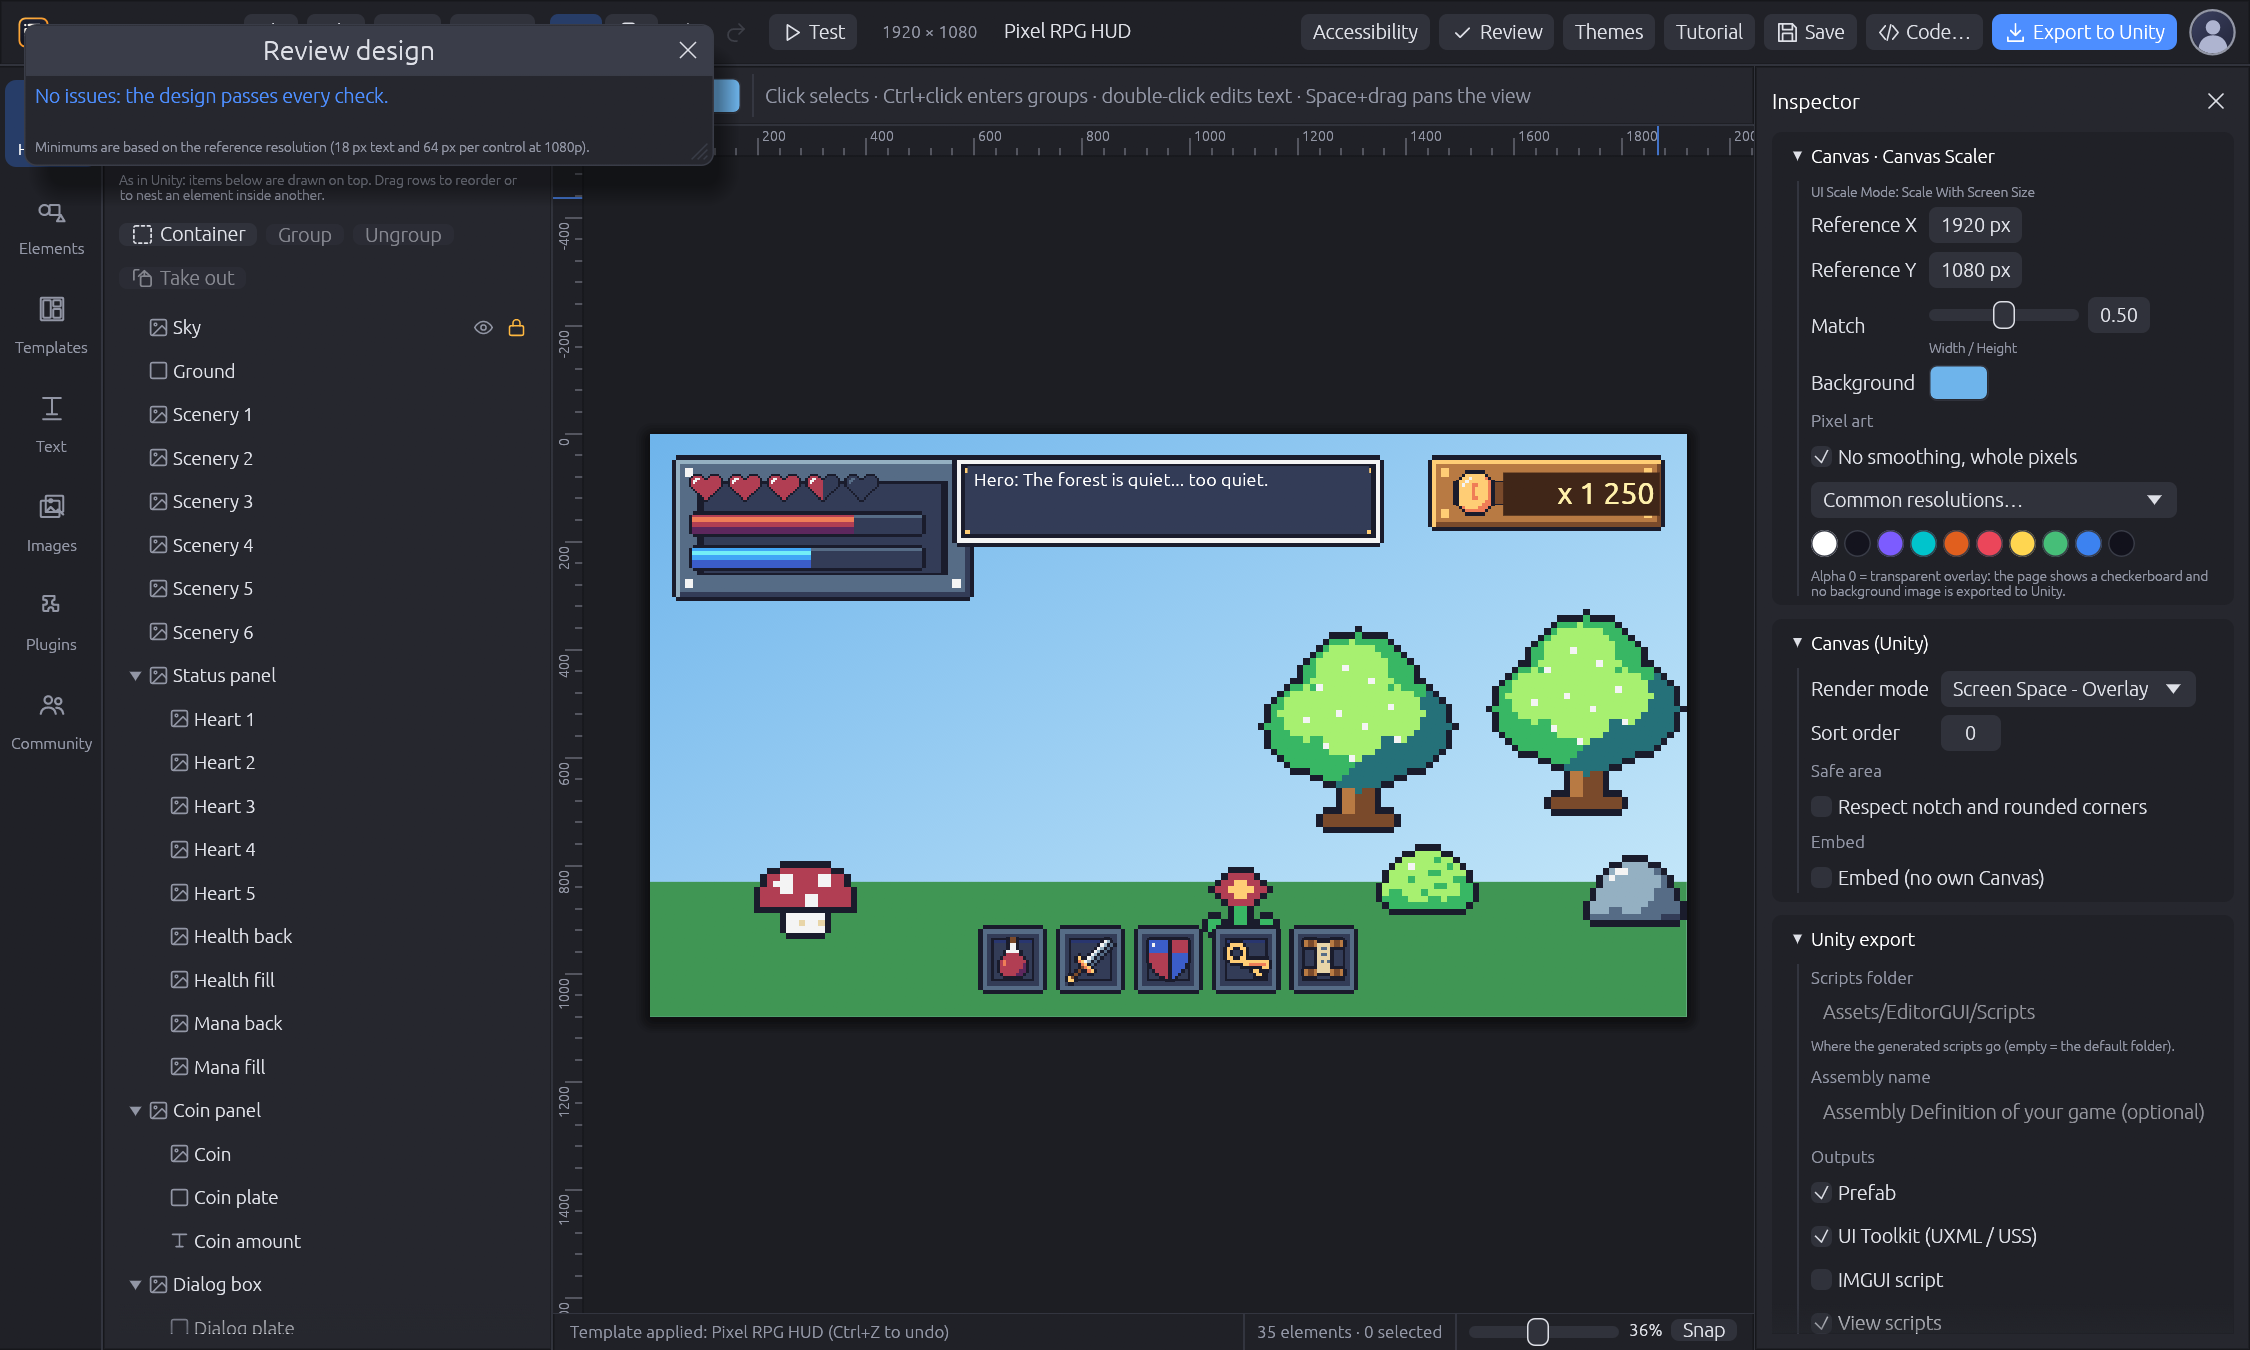 Test
1920 × 1080
Pixel RPG HUD
Accessibility
Review
Themes
Tutorial
Save
Code...
Export to Unity
Review design
No issues: the design passes every check.
Minimums are based on the reference resolution (18 px text and 64 px per control at 1080p).
Click selects · Ctrl+click enters groups · double-click edits text · Space+drag pans the view
200
400
600
800
1000
1200
1400
1600
1800
-400
-200
0
200
400
600
800
1000
1200
1400
Elements
Templates
Text
Images
Plugins
Community
As in Unity: items below are drawn on top. Drag rows to reorder or
to nest an element inside another.
Container
Group
Ungroup
Take out
Sky
Ground
Scenery 1
Scenery 2
Scenery 3
Scenery 4
Scenery 5
Scenery 6
Status panel
Heart 1
Heart 2
Heart 3
Heart 4
Heart 5
Health back
Health fill
Mana back
Mana fill
Coin panel
Coin
Coin plate
Coin amount
Dialog box
Dialog plate
Hero: The forest is quiet... too quiet.
x 1 250
Template applied: Pixel RPG HUD (Ctrl+Z to undo)
35 elements · 0 selected
36%
Snap
Inspector
Canvas · Canvas Scaler
UI Scale Mode: Scale With Screen Size
Reference X
1920 px
Reference Y
1080 px
Match
0.50
Width / Height
Background
Pixel art
No smoothing, whole pixels
Common resolutions...
Alpha 0 = transparent overlay: the page shows a checkerboard and
no background image is exported to Unity.
Canvas (Unity)
Render mode
Screen Space - Overlay
Sort order
0
Safe area
Respect notch and rounded corners
Embed
Embed (no own Canvas)
Unity export
Scripts folder
Assets/EditorGUI/Scripts
Where the generated scripts go (empty = the default folder).
Assembly name
Assembly Definition of your game (optional)
Outputs
Prefab
UI Toolkit (UXML / USS)
IMGUI script
View scripts